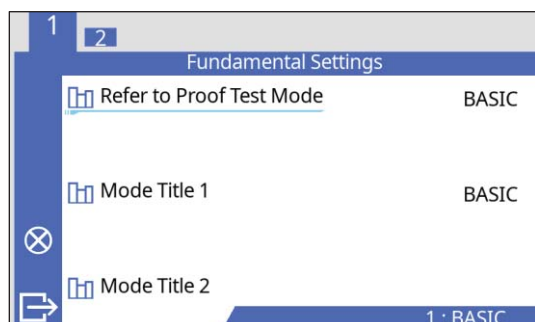 1
2
Fundamental Settings
Refer to Proof Test Mode BASIC
Mode Title 1 BASIC
Mode Title 2
1 : BASIC